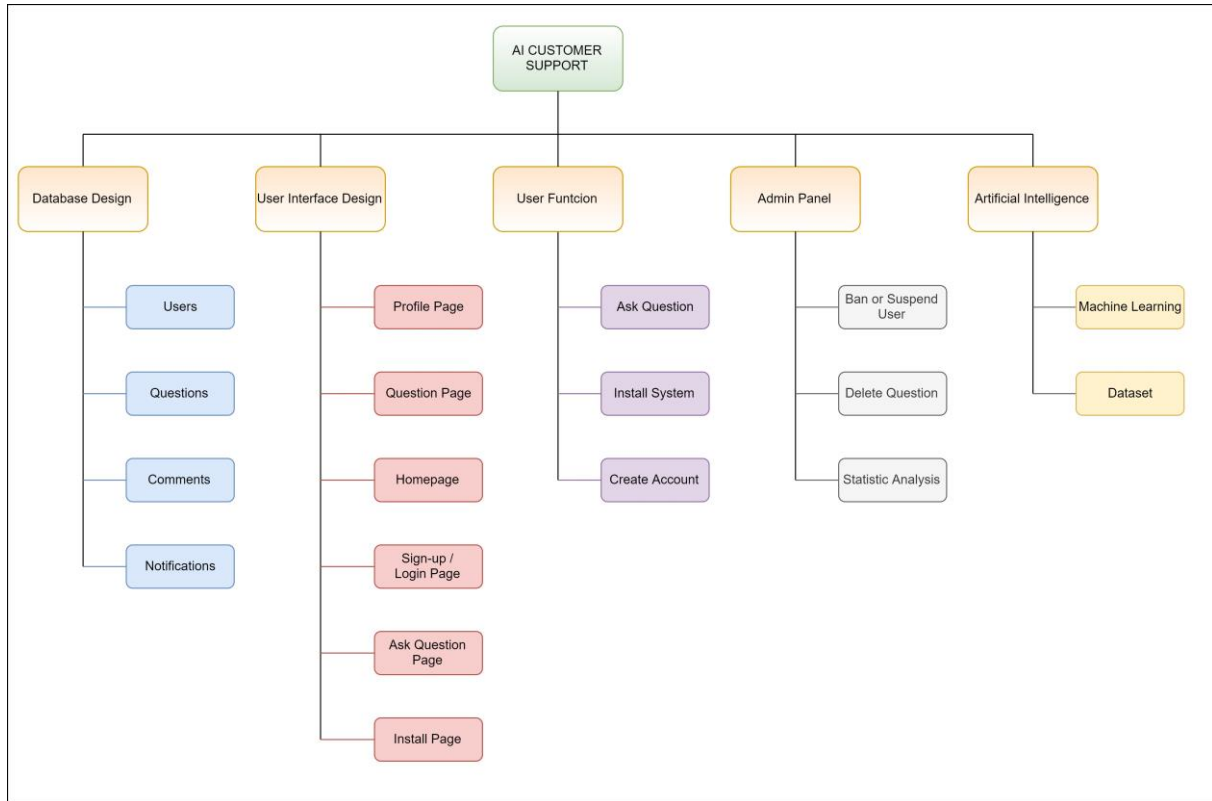 AI CUSTOMER
SUPPORT
Database Design
User Interface Design
User Funtcion
Admin Panel
Artificial Intelligence
Users
Questions
Comments
Notifications
Profile Page
Question Page
Homepage
Sign-up /
Login Page
Ask Question
Page
Install Page
Ask Question
Install System
Create Account
Ban or Suspend
User
Delete Question
Statistic Analysis
Machine Learning
Dataset